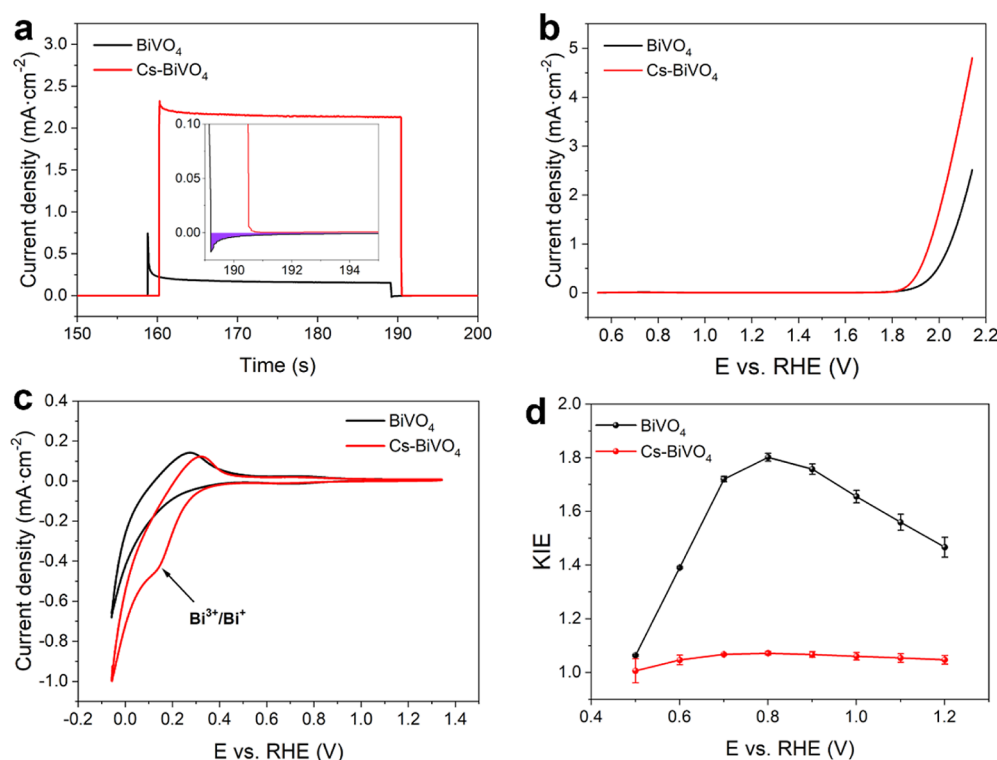 a
BiVO₄
Cs-BiVO₄
Current density (mA·cm⁻²)
3.0
2.5
2.0
1.5
1.0
0.5
0.0
0.10
0.05
0.00
190 192 194
150 160 170 180 190 200
Time (s)
b
BiVO₄
Cs-BiVO₄
Current density (mA·cm⁻²)
5
4
3
2
1
0
0.6 0.8 1.0 1.2 1.4 1.6 1.8 2.0 2.2
E vs. RHE (V)
c
BiVO₄
Cs-BiVO₄
Current density (mA·cm⁻²)
0.4
0.2
0.0
-0.2
-0.4
-0.6
-0.8
-1.0
Bi³⁺/Bi⁺
-0.2 0.0 0.2 0.4 0.6 0.8 1.0 1.2 1.4
E vs. RHE (V)
d
BiVO₄
Cs-BiVO₄
KIE
2.0
1.8
1.6
1.4
1.2
1.0
0.4 0.6 0.8 1.0 1.2
E vs. RHE (V)